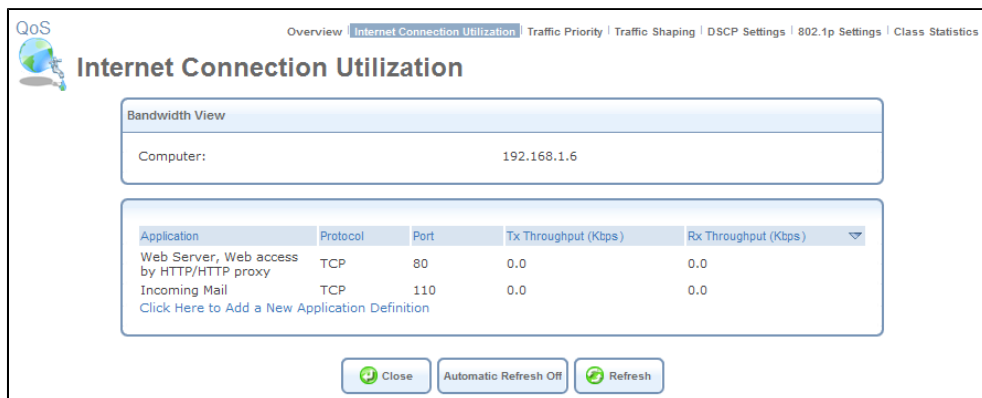 QoS
Overview | Internet Connection Utilization | Traffic Priority | Traffic Shaping | DSCP Settings | 802.1p Settings | Class Statistics
Internet Connection Utilization
Bandwidth View
Computer: 192.168.1.6
Application Protocol Port Tx Throughput (Kbps) Rx Throughput (Kbps)
Web Server, Web access
by HTTP/HTTP proxy TCP 80 0.0 0.0
Incoming Mail TCP 110 0.0 0.0
Click Here to Add a New Application Definition
Close Automatic Refresh Off Refresh